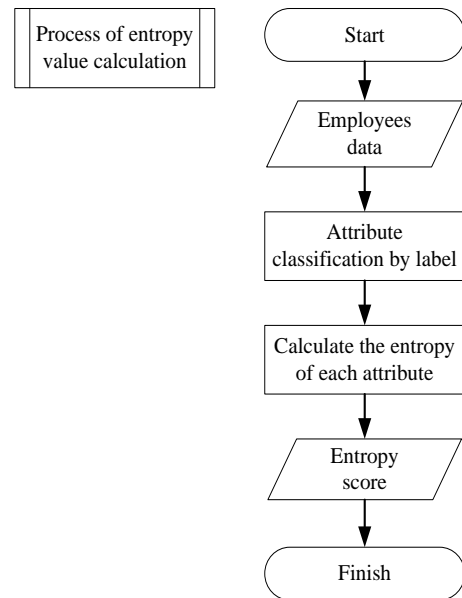 Process of entropy
value calculation
Start
Employees
data
Attribute
classification by label
Calculate the entropy
of each attribute
Entropy
score
Finish